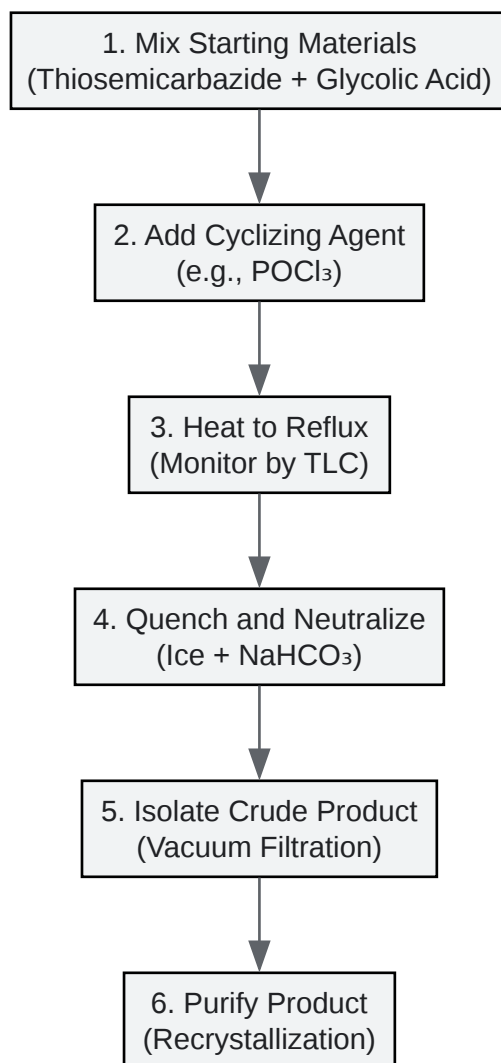 1. Mix Starting Materials
(Thiosemicarbazide + Glycolic Acid)
2. Add Cyclizing Agent
(e.g., POCl₃)
3. Heat to Reflux
(Monitor by TLC)
4. Quench and Neutralize
(Ice + NaHCO₃)
5. Isolate Crude Product
(Vacuum Filtration)
6. Purify Product
(Recrystallization)